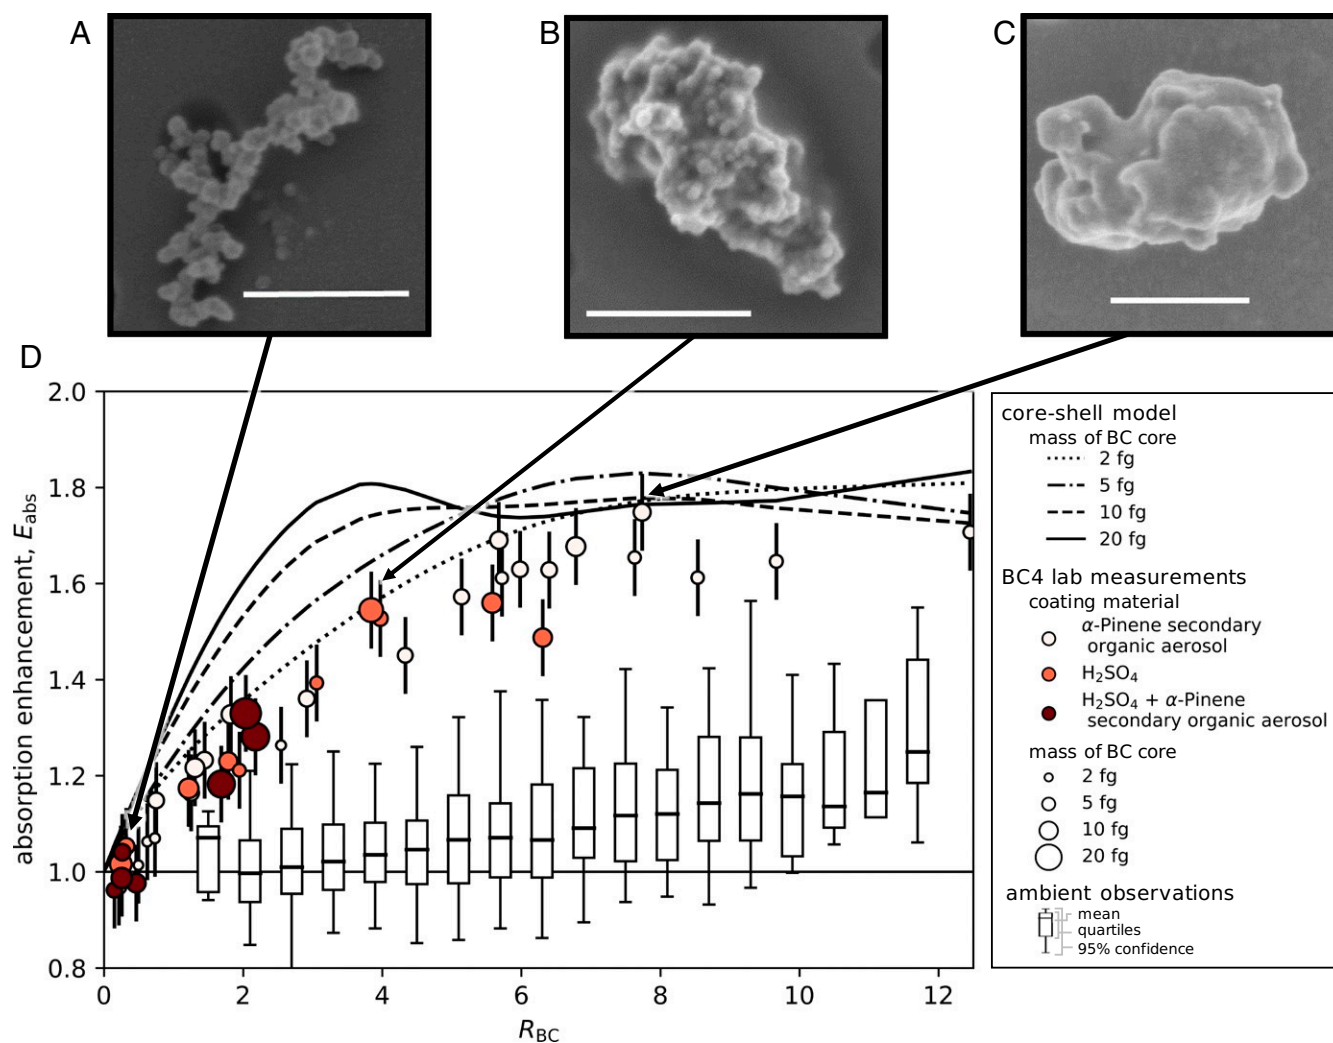 A
B
C
D
2.0
1.8
1.6
1.4
1.2
1.0
0.8
absorption enhancement, E_abs
0
2
4
6
8
10
12
R_BC
core-shell model
mass of BC core
2 fg
5 fg
10 fg
20 fg
BC4 lab measurements
coating material
α-Pinene secondary
organic aerosol
H₂SO₄
H₂SO₄ + α-Pinene
secondary organic aerosol
mass of BC core
2 fg
5 fg
10 fg
20 fg
ambient observations
mean
quartiles
95% confidence